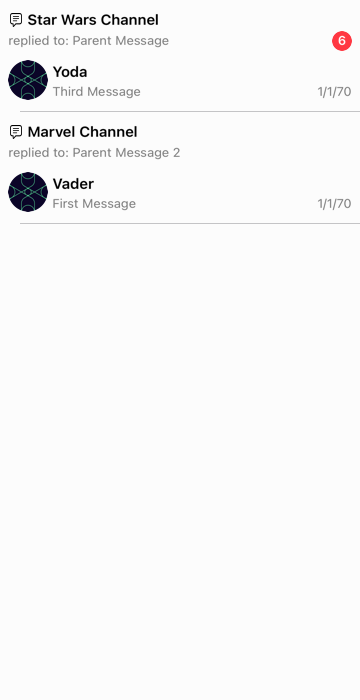 Star Wars Channel
replied to: Parent Message
6
Yoda
Third Message
1/1/70
Marvel Channel
replied to: Parent Message 2
Vader
First Message
1/1/70